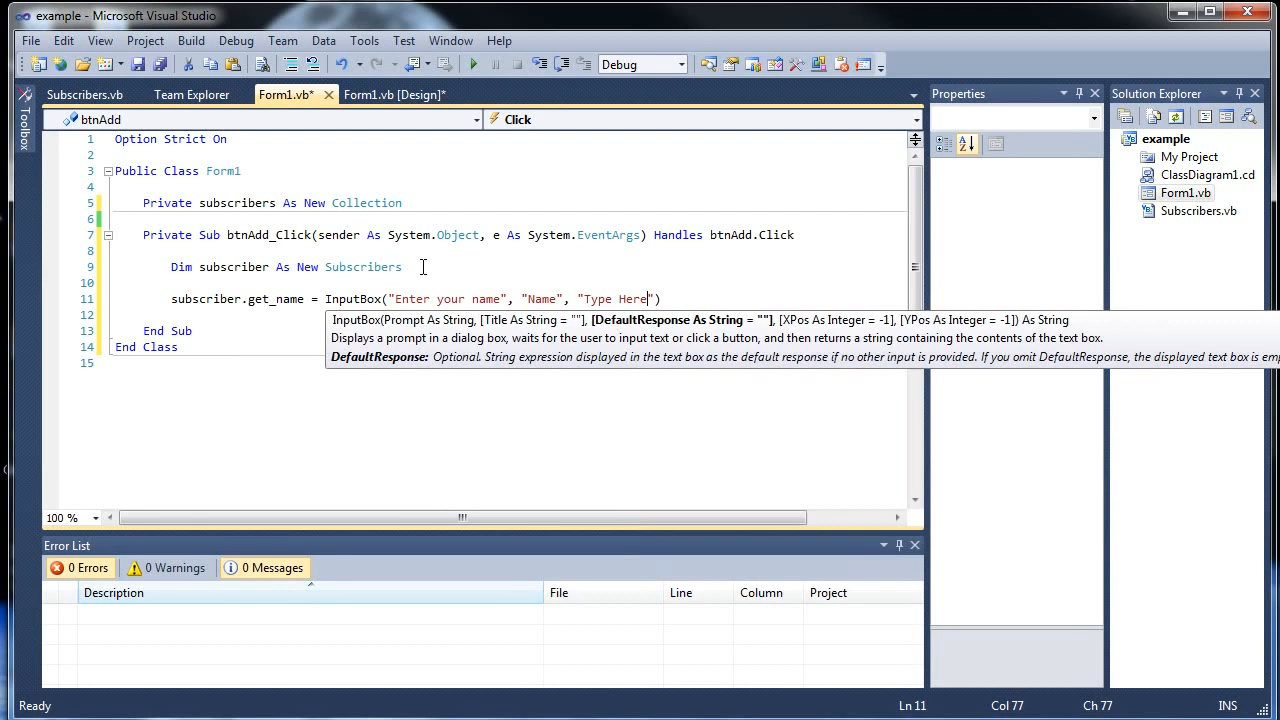 example - Microsoft Visual Studio
File Edit View Project Build Debug Team Data Tools Test Window Help
Debug
Subscribers.vb Team Explorer Form1.vb* Form1.vb [Design]*
Properties
Solution Explorer
btnAdd
Click
Toolbox
example
My Project
ClassDiagram1.cd
Form1.vb
Subscribers.vb
1 Option Strict On
2
3 Public Class Form1
4
5 Private subscribers As New Collection
6
7 Private Sub btnAdd_Click(sender As System.Object, e As System.EventArgs) Handles btnAdd.Click
8
9 Dim subscriber As New Subscribers
10
11 subscriber.get_name = InputBox("Enter your name", "Name", "Type Here")
12
InputBox(Prompt As String, [Title As String = ""], [DefaultResponse As String = ""], [XPos As Integer = -1], [YPos As Integer = -1]) As String
13 End Sub
Displays a prompt in a dialog box, waits for the user to input text or click a button, and then returns a string containing the contents of the text box.
14 End Class
DefaultResponse: Optional. String expression displayed in the text box as the default response if no other input is provided. If you omit DefaultResponse, the displayed text box is
15
100 %
Error List
0 Errors 0 Warnings 0 Messages
Description File Line Column Project
Ready Ln 11 Col 77 Ch 77 INS